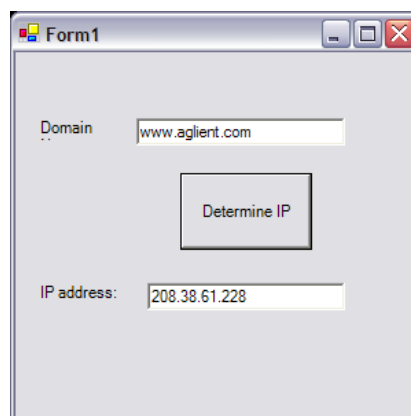 Form1
Domain
www.aglient.com
Determine IP
IP address:
208.38.61.228